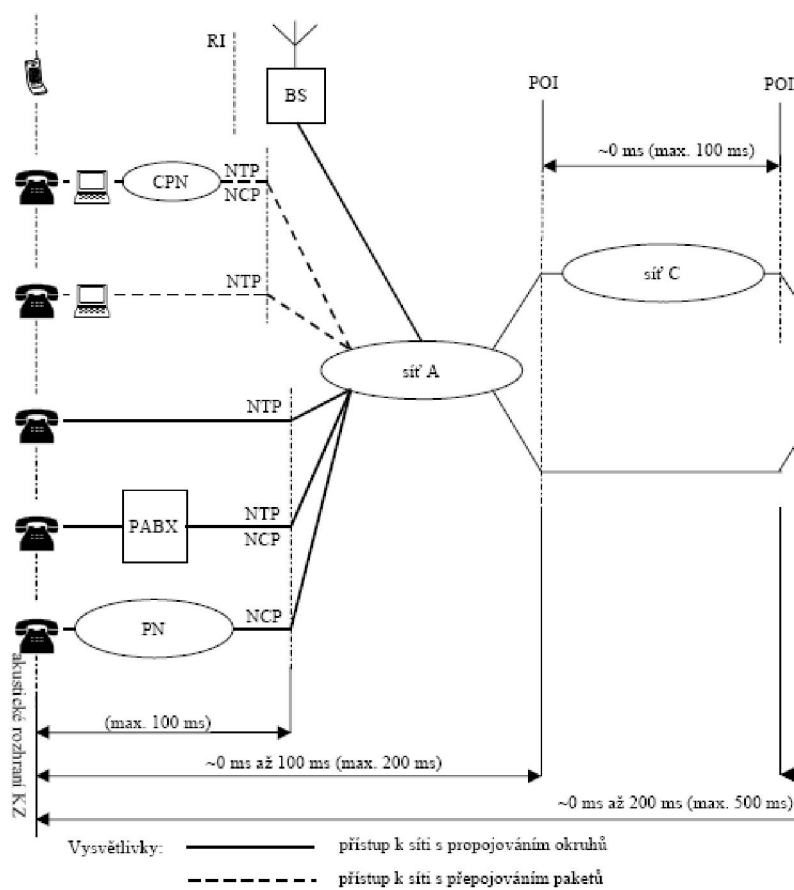 RI
BS
POI
POI
~0 ms (max. 100 ms)
CPN
NTP
NCP
síť C
NTP
síť A
NTP
PABX
NTP
NCP
PN
NCP
akustické rozhraní KZ
(max. 100 ms)
~0 ms až 100 ms (max. 200 ms)
~0 ms až 200 ms (max. 500 ms)
Vysvětlivky:
přístup k síti s propojováním okruhů
přístup k síti s přepojováním paketů